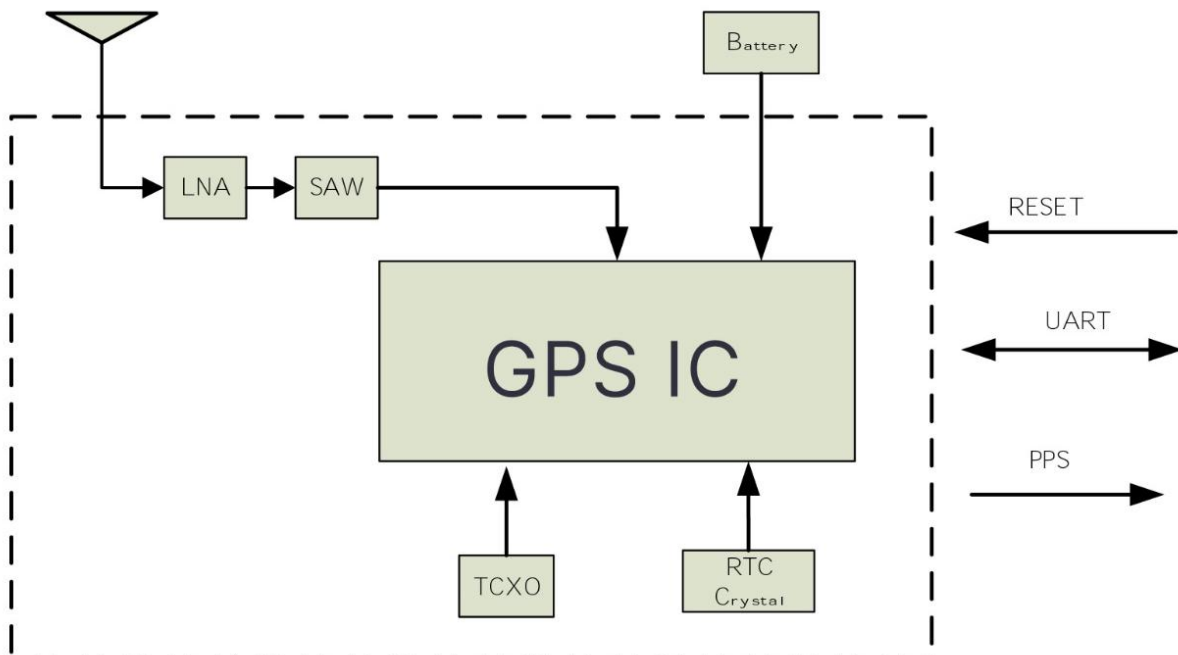 Battery
LNA
SAW
RESET
UART
GPS IC
PPS
TCXO
RTC
Crystal